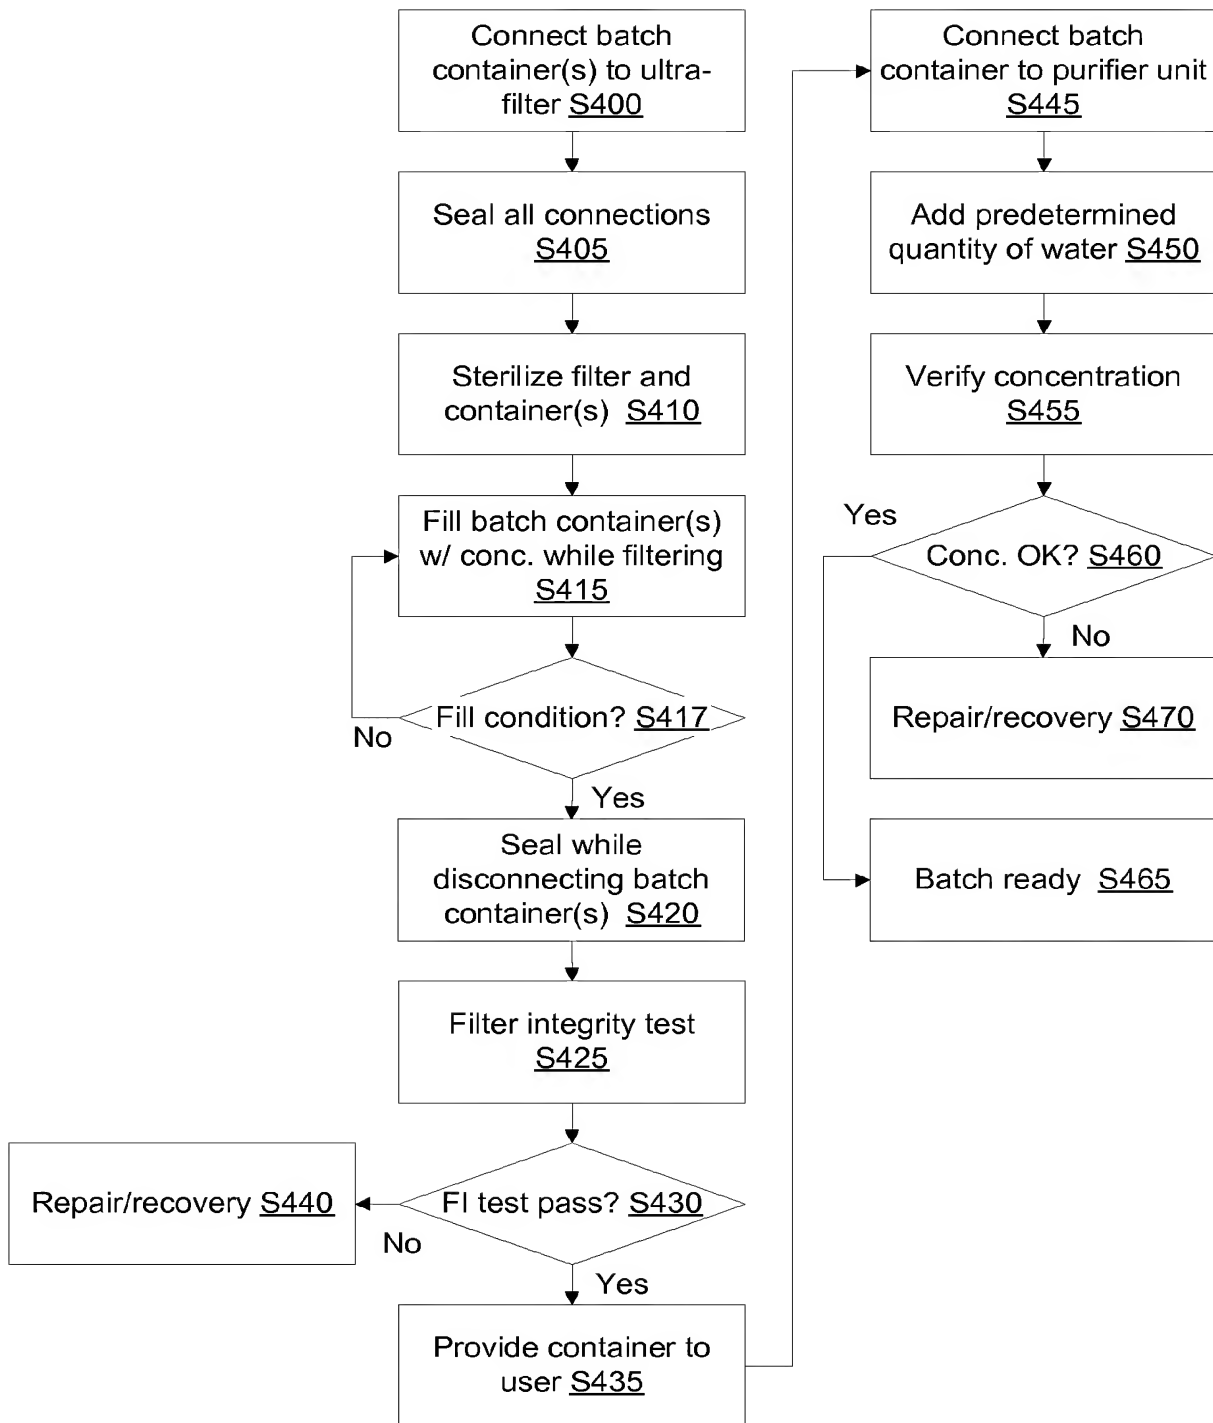 Connect batch
container(s) to ultra-
filter S400
Seal all connections
S405
Sterilize filter and
container(s) S410
Fill batch container(s)
w/ conc. while filtering
S415
Fill condition? S417
No
Yes
Seal while
disconnecting batch
container(s) S420
Filter integrity test
S425
Repair/recovery S440
FI test pass? S430
No
Yes
Provide container to
user S435
Connect batch
container to purifier unit
S445
Add predetermined
quantity of water S450
Verify concentration
S455
Yes
Conc. OK? S460
No
Repair/recovery S470
Batch ready S465